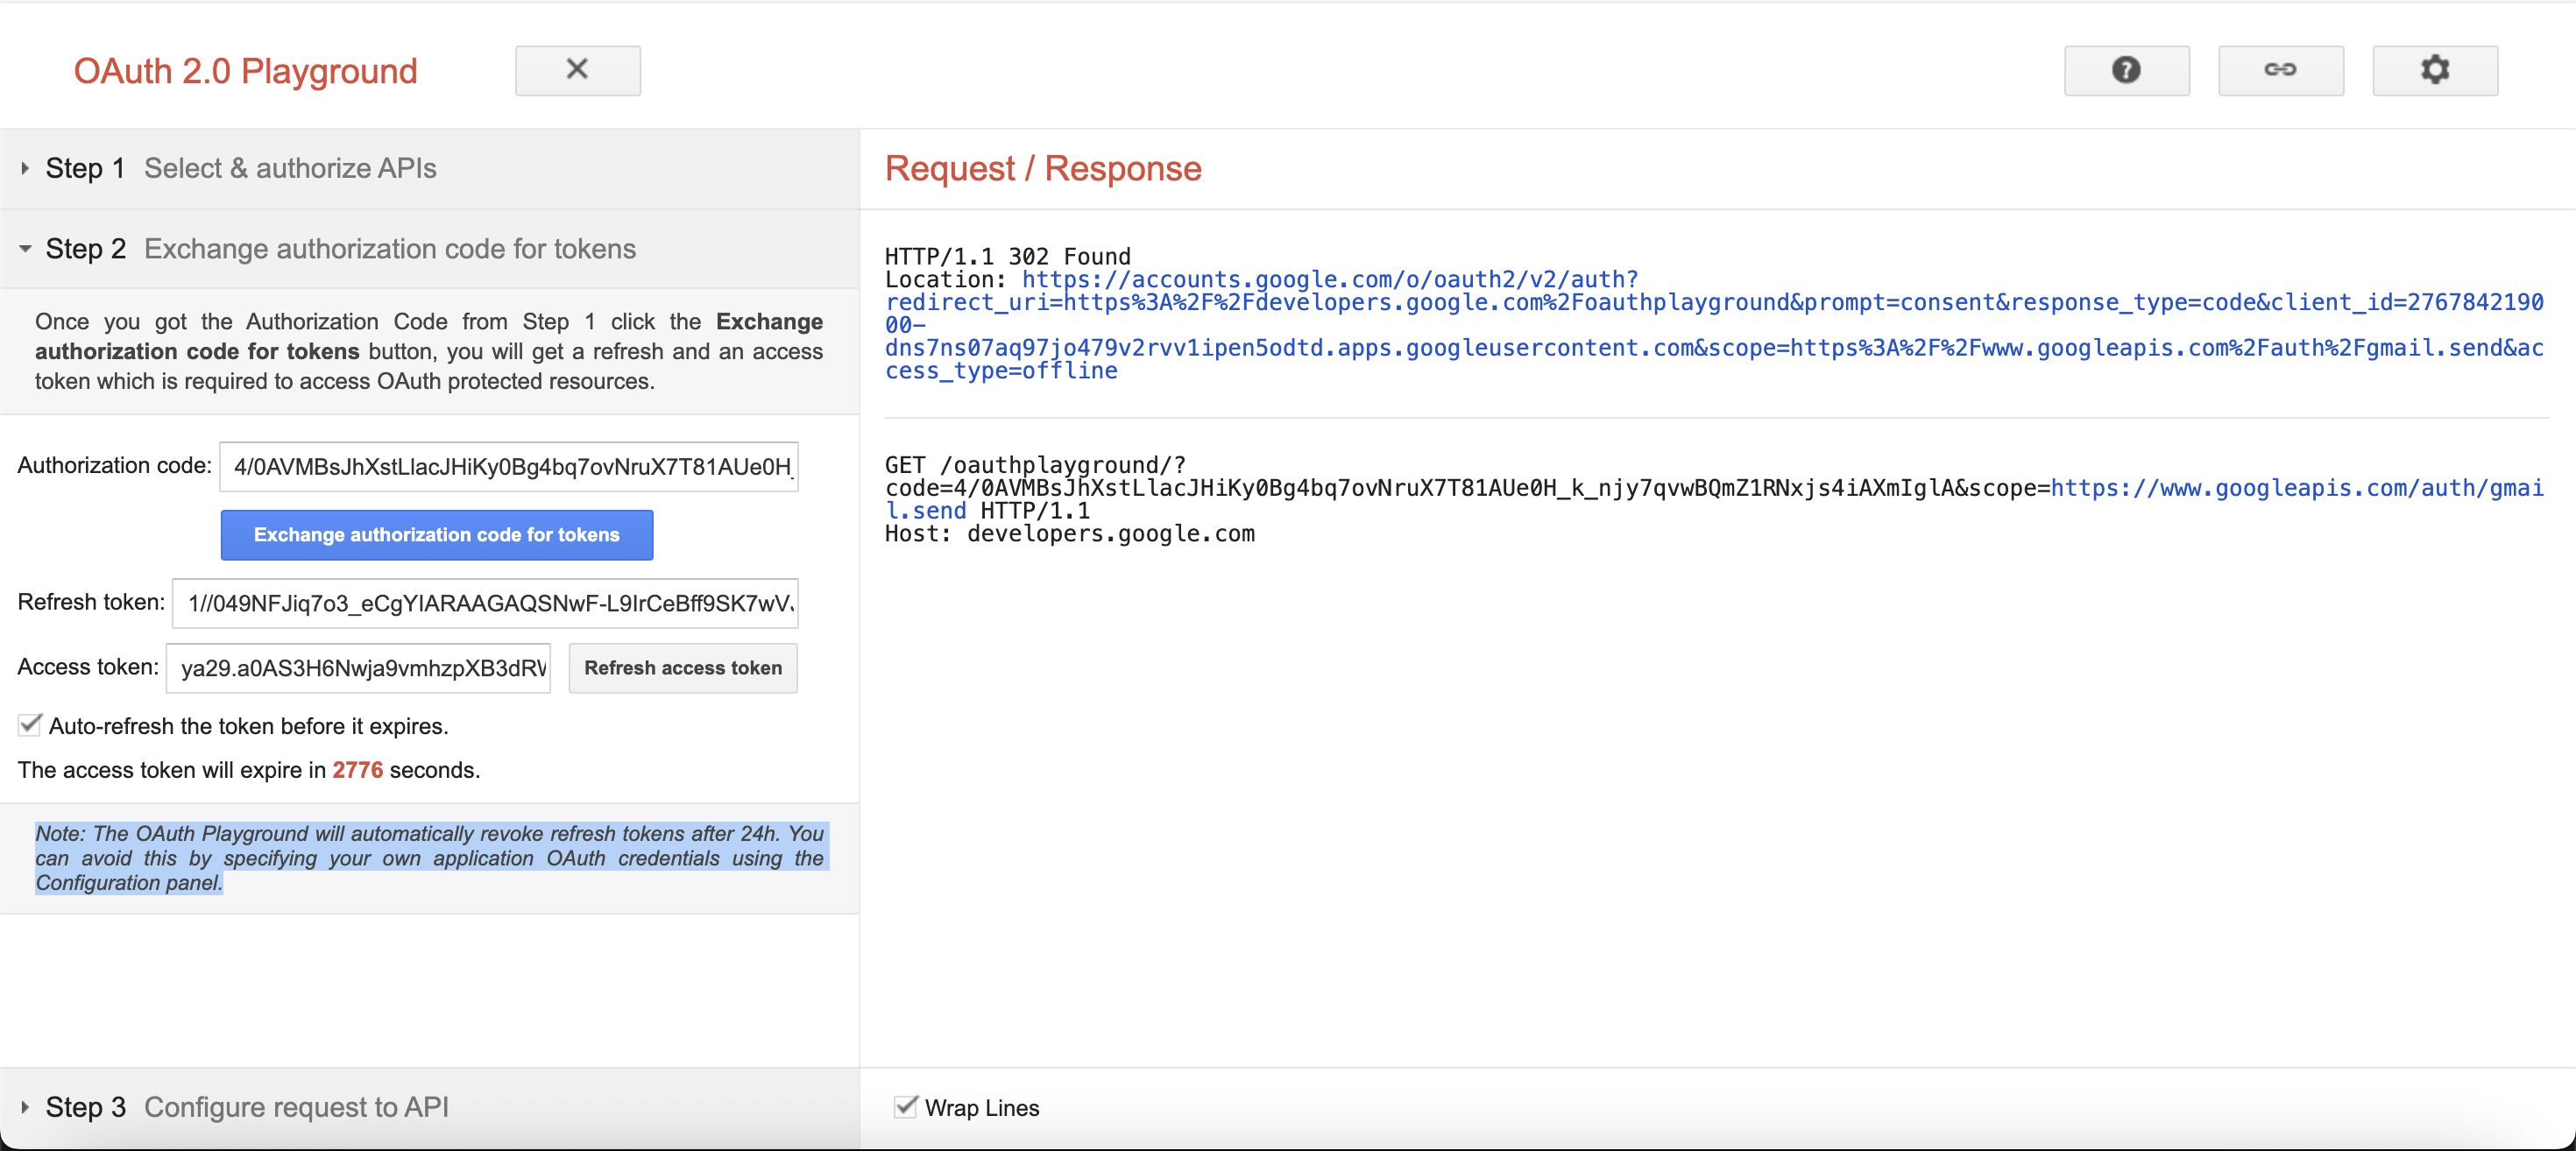 OAuth 2.0 Playground
Step 1 Select & authorize APIs
Step 2 Exchange authorization code for tokens
Once you got the Authorization Code from Step 1 click the Exchange
authorization code for tokens button, you will get a refresh and an access
token which is required to access OAuth protected resources.
Authorization code: 4/0AVMBsJhXstLlacJHiKy0Bg4bq7ovNruX7T81AUe0H_
Exchange authorization code for tokens
Refresh token: 1//049NFJiq7o3_eCgYIARAAGAQSNwF-L9IrCeBff9SK7wV
Access token: ya29.a0AS3H6Nwja9vmhzpXB3dRV Refresh access token
Auto-refresh the token before it expires.
The access token will expire in 2776 seconds.
Note: The OAuth Playground will automatically revoke refresh tokens after 24h. You
can avoid this by specifying your own application OAuth credentials using the
Configuration panel.
Step 3 Configure request to API
Request / Response
HTTP/1.1 302 Found
Location: https://accounts.google.com/o/oauth2/v2/auth?
redirect_uri=https%3A%2F%2Fdevelopers.google.com%2Foauthplayground&prompt=consent&response_type=code&client_id=2767842190
00-
dns7ns07aq97jo479v2rvv1ipen5odtd.apps.googleusercontent.com&scope=https%3A%2F%2Fwww.googleapis.com%2Fauth%2Fgmail.send&ac
cess_type=offline
GET /oauthplayground/?
code=4/0AVMBsJhXstLlacJHiKy0Bg4bq7ovNruX7T81AUe0H_k_njy7qvwBQmZ1RNxjs4iAXmIglA&scope=https://www.googleapis.com/auth/gmai
l.send HTTP/1.1
Host: developers.google.com
Wrap Lines